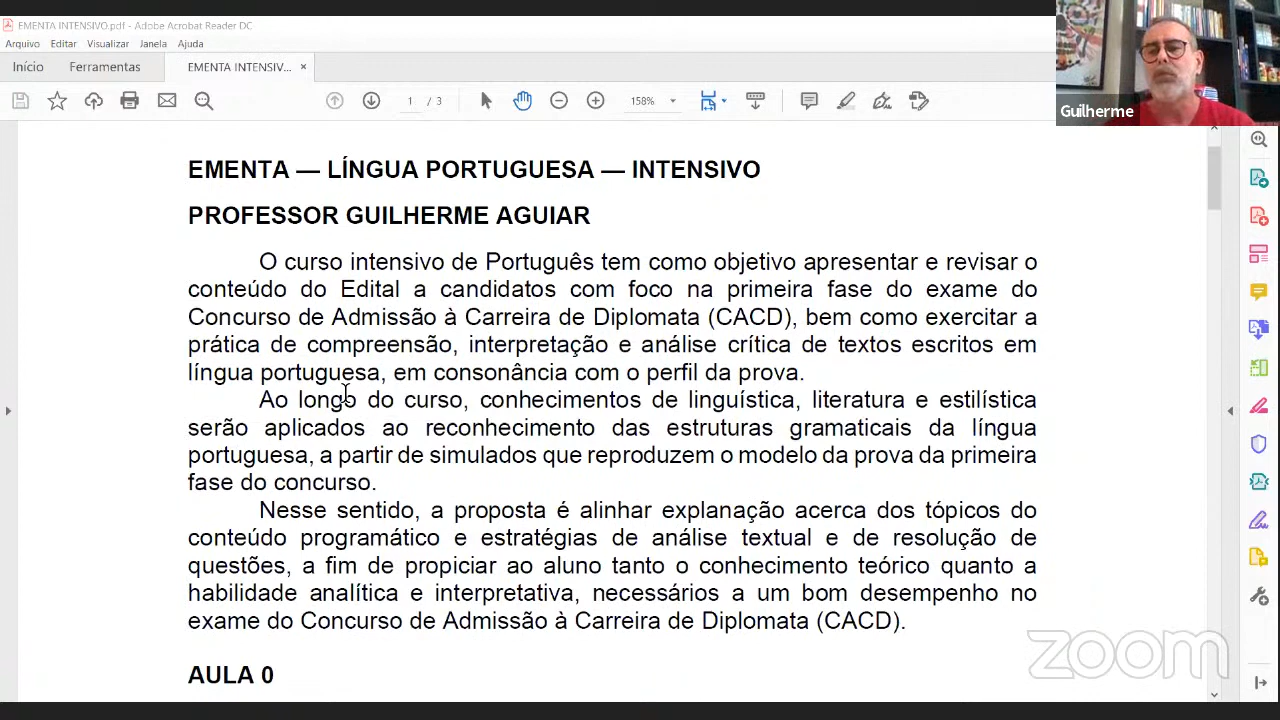 EMENTA INTENSIVO.pdf - Adobe Acrobat Reader DC
Arquivo Editar Visualizar Janela Ajuda
Início Ferramentas EMENTA INTENSIV... ×
1 / 3 158%
Guilherme
EMENTA — LÍNGUA PORTUGUESA — INTENSIVO
PROFESSOR GUILHERME AGUIAR
O curso intensivo de Português tem como objetivo apresentar e revisar o
conteúdo do Edital a candidatos com foco na primeira fase do exame do
Concurso de Admissão à Carreira de Diplomata (CACD), bem como exercitar a
prática de compreensão, interpretação e análise crítica de textos escritos em
língua portuguesa, em consonância com o perfil da prova.
Ao longo do curso, conhecimentos de linguística, literatura e estilística
serão aplicados ao reconhecimento das estruturas gramaticais da língua
portuguesa, a partir de simulados que reproduzem o modelo da prova da primeira
fase do concurso.
Nesse sentido, a proposta é alinhar explanação acerca dos tópicos do
conteúdo programático e estratégias de análise textual e de resolução de
questões, a fim de propiciar ao aluno tanto o conhecimento teórico quanto a
habilidade analítica e interpretativa, necessários a um bom desempenho no
exame do Concurso de Admissão à Carreira de Diplomata (CACD).
AULA 0
zoom